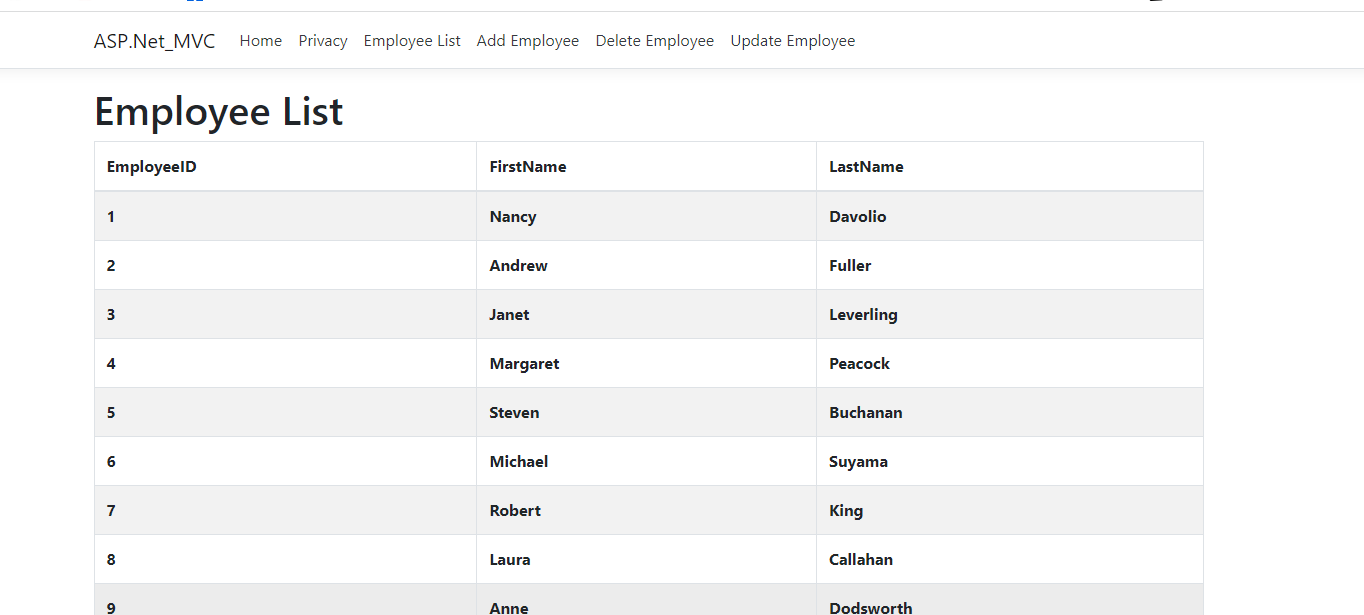 ASP.Net_MVC Home Privacy Employee List Add Employee Delete Employee Update Employee
Employee List
EmployeeID FirstName LastName
1 Nancy Davolio
2 Andrew Fuller
3 Janet Leverling
4 Margaret Peacock
5 Steven Buchanan
6 Michael Suyama
7 Robert King
8 Laura Callahan
9 Anne Dodsworth